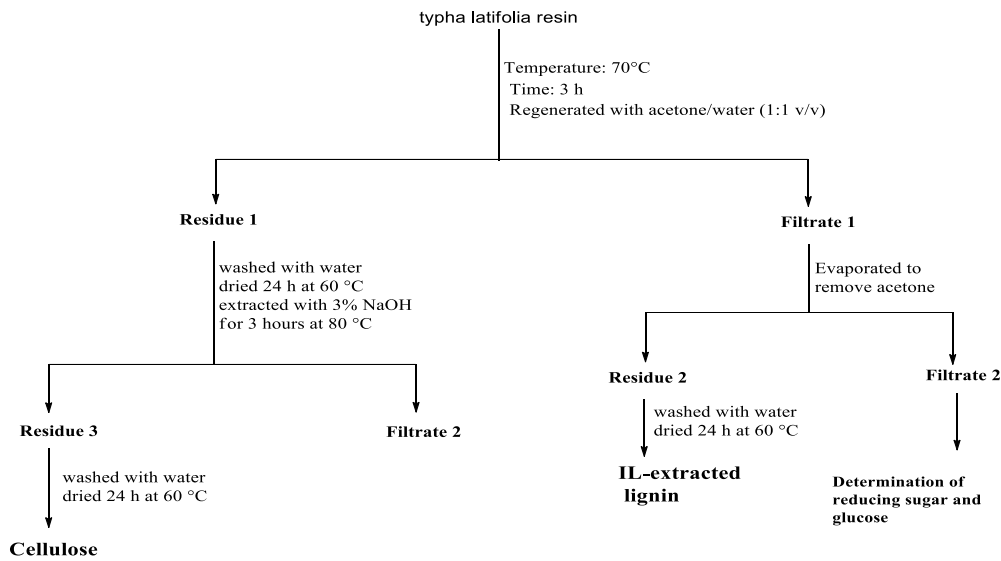 typha latifolia resin
Temperature: 70°C
Time: 3 h
Regenerated with acetone/water (1:1 v/v)
Residue 1
Filtrate 1
washed with water
dried 24 h at 60 °C
extracted with 3% NaOH
for 3 hours at 80 °C
Evaporated to
remove acetone
Residue 2
Filtrate 2
Residue 3
Filtrate 2
washed with water
dried 24 h at 60 °C
IL-extracted
lignin
Determination of
reducing sugar and
glucose
washed with water
dried 24 h at 60 °C
Cellulose